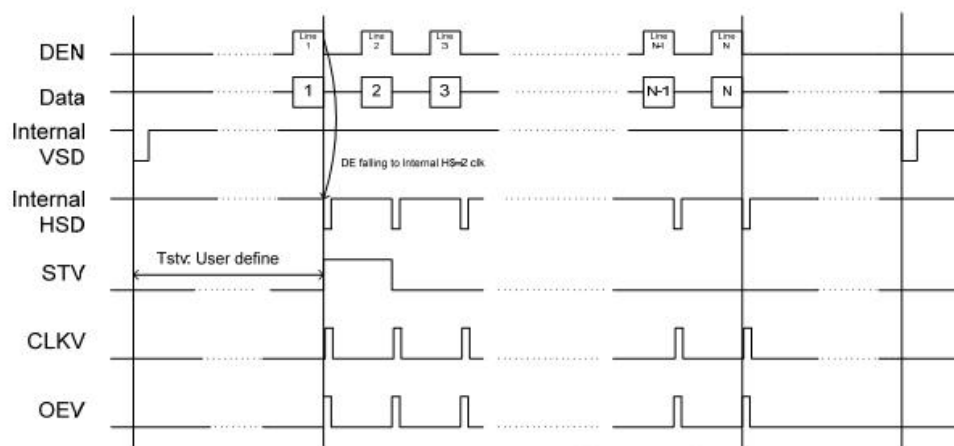 DEN
Line
1
Line
2
Line
3
Line
N-1
Line
N
Data
1
2
3
N-1
N
Internal
VSD
DE falling to Internal HS=2 clk
Internal
HSD
Tstv: User define
STV
CLKV
OEV